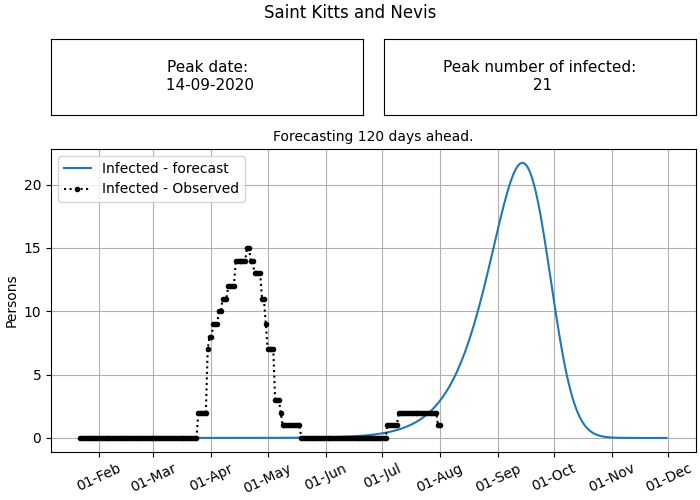 Saint Kitts and Nevis
Peak date:
14-09-2020
Peak number of infected:
21
Forecasting 120 days ahead.
Infected - forecast
Infected - Observed
Persons
20
15
10
5
0
01-Feb
01-Mar
01-Apr
01-May
01-Jun
01-Jul
01-Aug
01-Sep
01-Oct
01-Nov
01-Dec